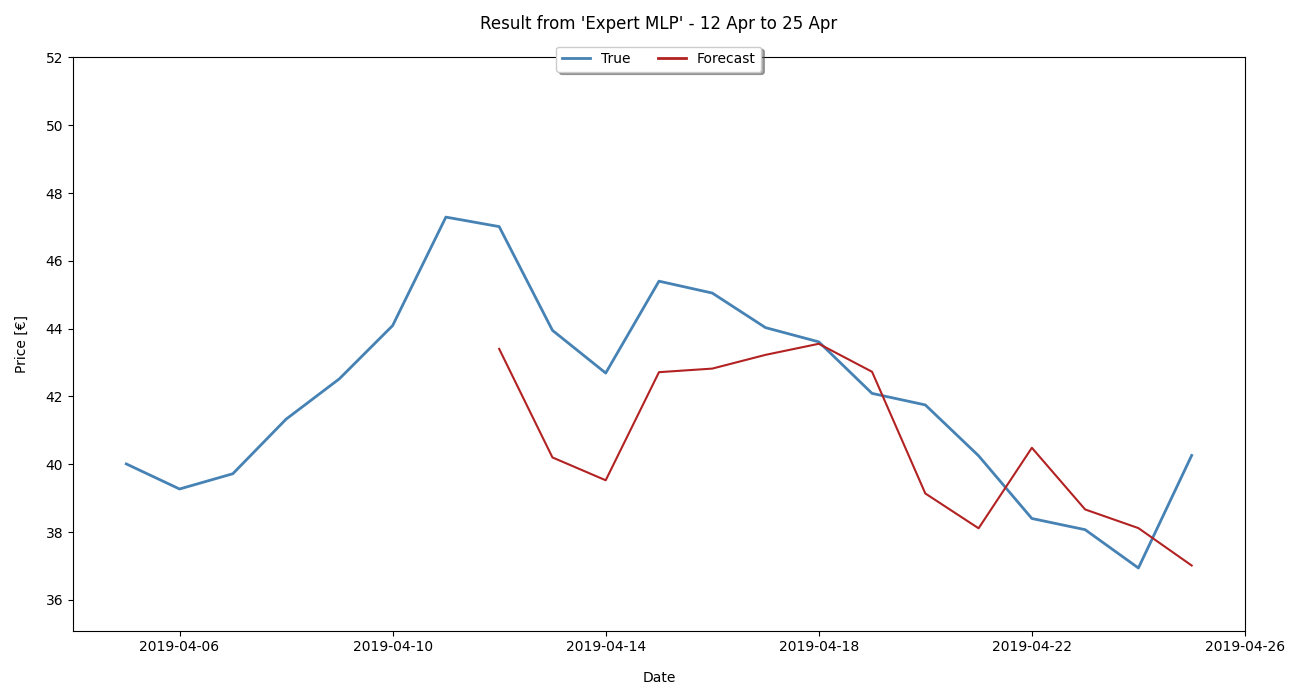 Result from 'Expert MLP' - 12 Apr to 25 Apr
True Forecast
52
50
48
46
44
42
40
38
36
Price [€]
2019-04-06 2019-04-10 2019-04-14 2019-04-18 2019-04-22 2019-04-26
Date